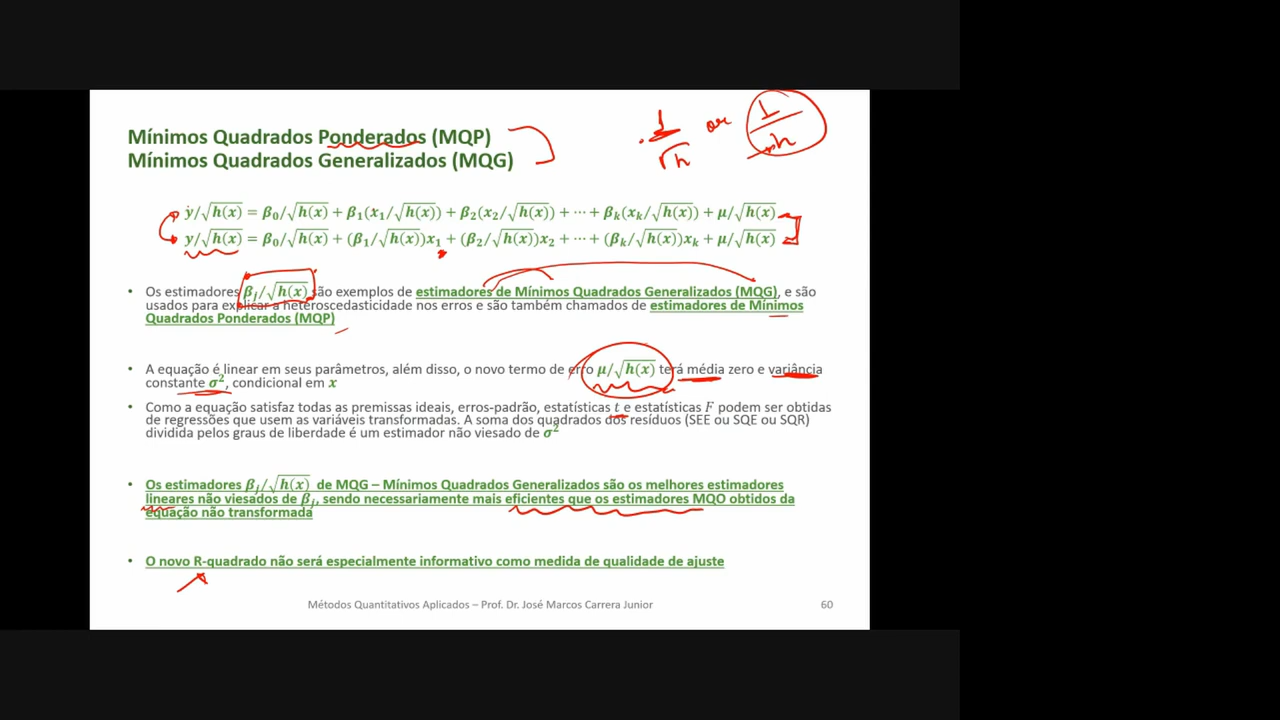 Mínimos Quadrados Ponderados (MQP)
Mínimos Quadrados Generalizados (MQG)
1/√h or 1/h
ẏ/√h(x) = β₀/√h(x) + β₁(x₁/√h(x)) + β₂(x₂/√h(x)) + ⋯ + βₖ(xₖ/√h(x)) + μ/√h(x)
y/√h(x) = β₀/√h(x) + (β₁/√h(x))x₁ + (β₂/√h(x))x₂ + ⋯ + (βₖ/√h(x))xₖ + μ/√h(x)
• Os estimadores βⱼ/√h(x) são exemplos de estimadores de Mínimos Quadrados Generalizados (MQG), e são
usados para explicar a heteroscedasticidade nos erros e são também chamados de estimadores de Mínimos
Quadrados Ponderados (MQP)
• A equação é linear em seus parâmetros, além disso, o novo termo de erro μ/√h(x) terá média zero e variância
constante σ², condicional em x
• Como a equação satisfaz todas as premissas ideais, erros-padrão, estatísticas t e estatísticas F podem ser obtidas
de regressões que usem as variáveis transformadas. A soma dos quadrados dos resíduos (SEE ou SQE ou SQR)
dividida pelos graus de liberdade é um estimador não viesado de σ²
• Os estimadores βⱼ/√h(x) de MQG – Mínimos Quadrados Generalizados são os melhores estimadores
lineares não viesados de βⱼ, sendo necessariamente mais eficientes que os estimadores MQO obtidos da
equação não transformada
• O novo R-quadrado não será especialmente informativo como medida de qualidade de ajuste
Métodos Quantitativos Aplicados – Prof. Dr. José Marcos Carrera Junior
60